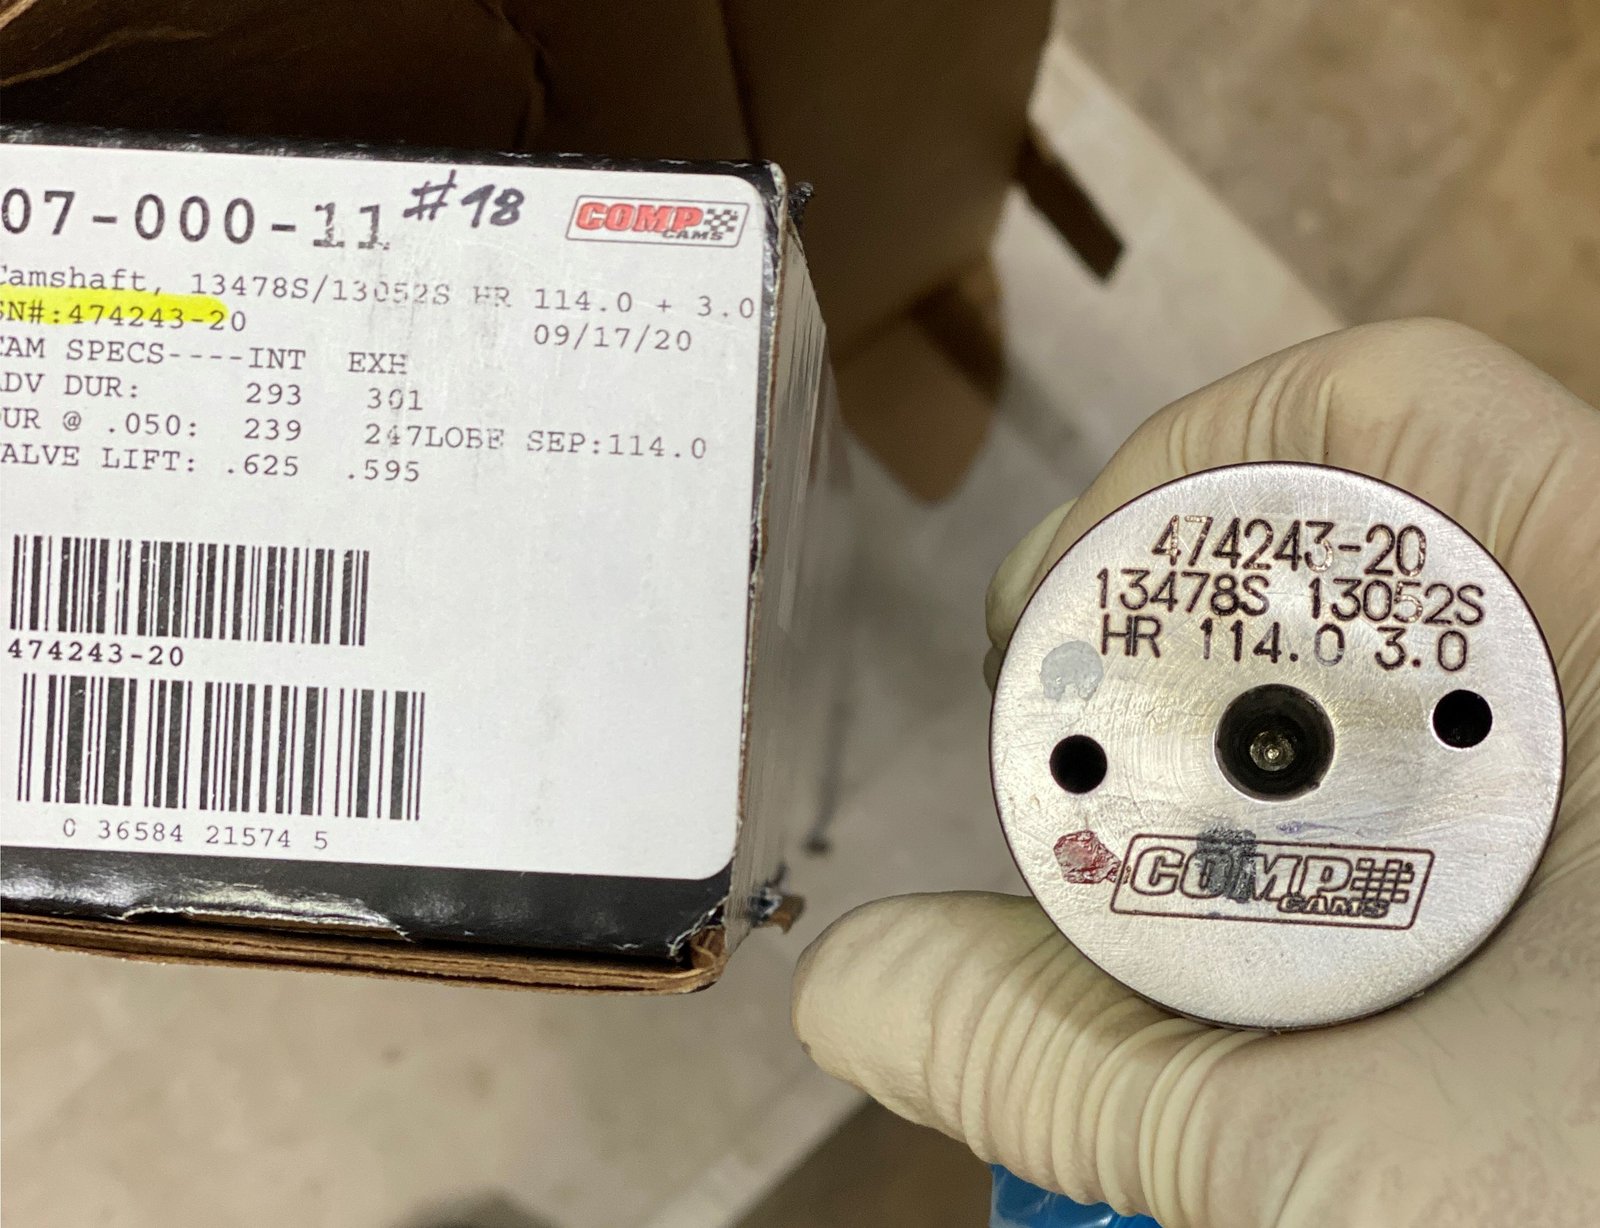 07-000-11 #98
COMP
CAMS
Camshaft, 13478S/13052S HR 114.0 + 3.0
SN#:474243-20
09/17/20
CAM SPECS----INT EXH
ADV DUR: 293 301
DUR @ .050: 239 247LOBE SEP:114.0
VALVE LIFT: .625 .595
474243-20
0 36584 21574 5
474243-20
13478S 13052S
HR 114.0 3.0
COMP
CAMS